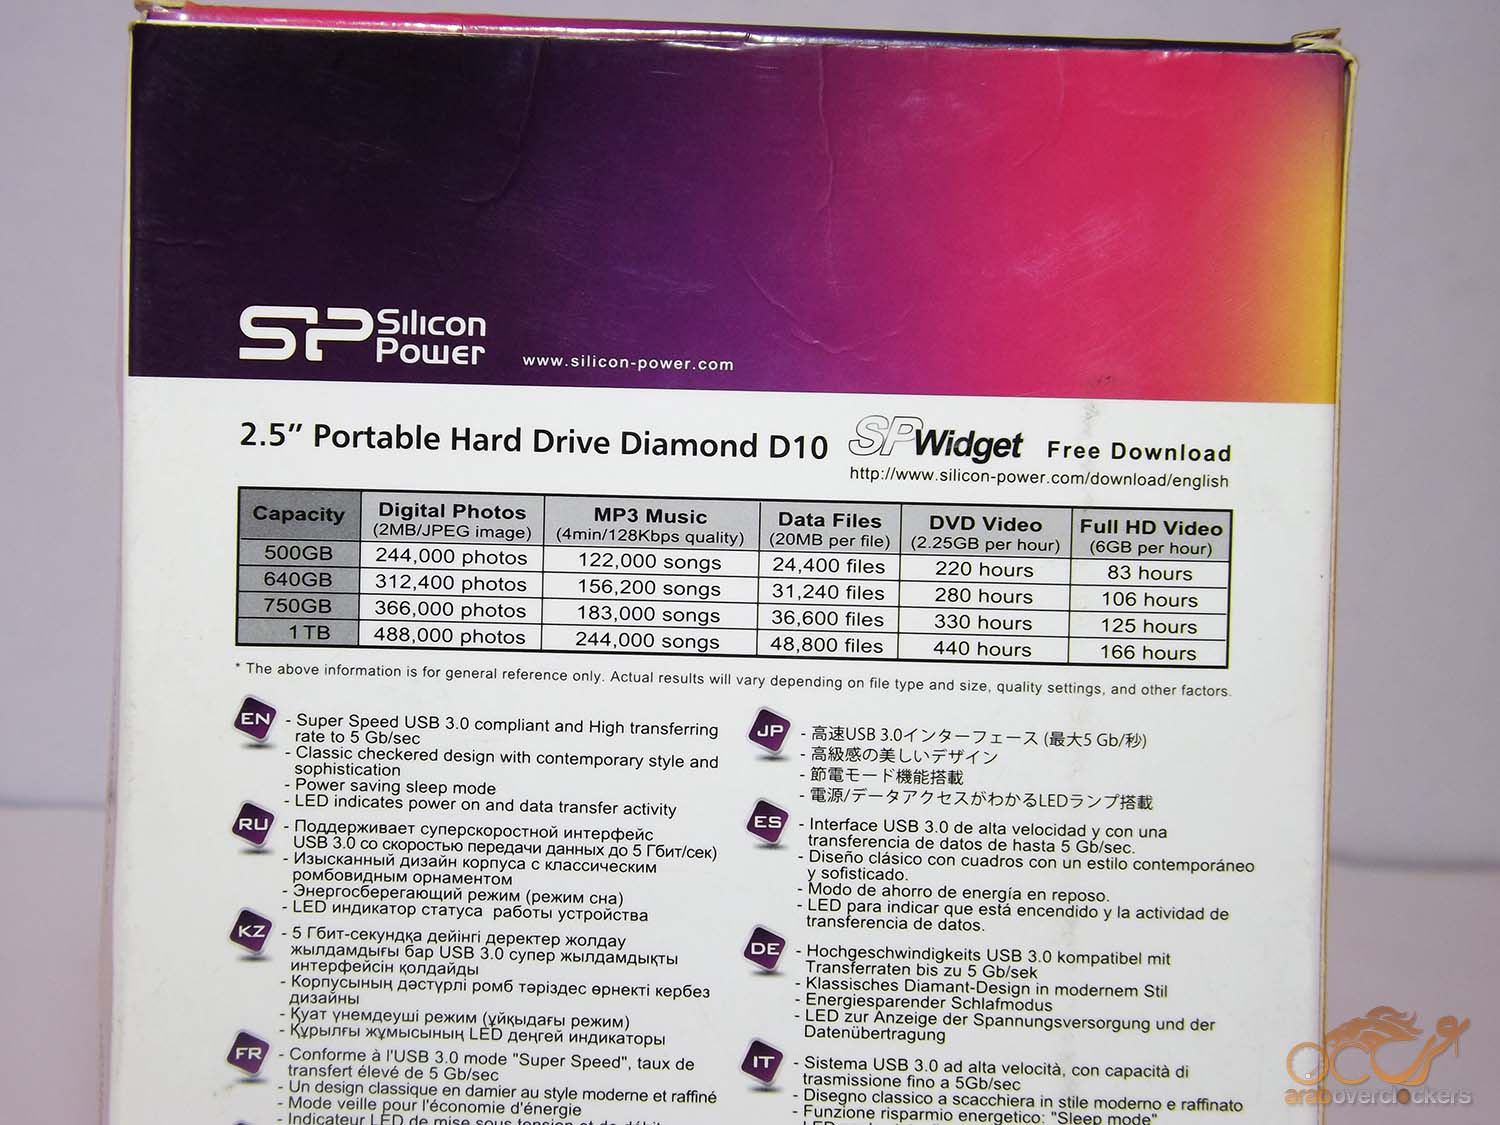 SP Silicon Power
www.silicon-power.com
2.5" Portable Hard Drive Diamond D10
SPWidget Free Download
http://www.silicon-power.com/download/english
Capacity Digital Photos (2MB/JPEG image) MP3 Music (4min/128Kbps quality) Data Files (20MB per file) DVD Video (2.25GB per hour) Full HD Video (6GB per hour)
500GB 244,000 photos 122,000 songs 24,400 files 220 hours 83 hours
640GB 312,400 photos 156,200 songs 31,240 files 280 hours 106 hours
750GB 366,000 photos 183,000 songs 36,600 files 330 hours 125 hours
1TB 488,000 photos 244,000 songs 48,800 files 440 hours 166 hours
* The above information is for general reference only. Actual results will vary depending on file type and size, quality settings, and other factors.
EN
- Super Speed USB 3.0 compliant and High transferring
rate to 5 Gb/sec
- Classic checkered design with contemporary style and
sophistication
- Power saving sleep mode
- LED indicates power on and data transfer activity
RU
- Поддерживает суперскоростной интерфейс
USB 3.0 со скоростью передачи данных до 5 Гбит/сек)
- Изысканный дизайн корпуса с классическим
ромбовидным орнаментом
- Энергосберегающий режим (режим сна)
- LED индикатор статуса работы устройства
KZ
- 5 Гбит-секундқа дейінгі деректер жолдау
жылдамдығы бар USB 3.0 супер жылдамдықты
интерфейсін қолдайды
- Корпусының дәстүрлі ромб тәріздес өрнекті кербез
дизайны
- Қуат үнемдеуші режим (ұйқыдағы режим)
- Құрылғы жұмысының LED деңгей индикаторы
FR
- Conforme à l'USB 3.0 mode "Super Speed", taux de
transfert élevé de 5 Gb/sec
- Un design classique en damier au style moderne et raffiné
- Mode veille pour l'économie d'énergie
- Indicateur LED de mise sous tension et de débit
JP
- 高速USB 3.0インターフェース (最大5 Gb/秒)
- 高級感の美しいデザイン
- 節電モード機能搭載
- 電源/データアクセスがわかるLEDランプ搭載
ES
- Interface USB 3.0 de alta velocidad y con una
transferencia de datos de hasta 5 Gb/sec.
- Diseño clásico con cuadros con un estilo contemporáneo
y sofisticado.
- Modo de ahorro de energía en reposo.
- LED para indicar que está encendido y la actividad de
transferencia de datos.
DE
- Hochgeschwindigkeits USB 3.0 kompatibel mit
Transferraten bis zu 5 Gb/sek
- Klassisches Diamant-Design in modernem Stil
- Energiesparender Schlafmodus
- LED zur Anzeige der Spannungsversorgung und der
Datenübertragung
IT
- Sistema USB 3.0 ad alta velocità, con capacità di
trasmissione fino a 5Gb/sec
- Disegno classico a scacchiera in stile moderno e raffinato
- Funzione risparmio energetico: "Sleep mode"
araboverclockers